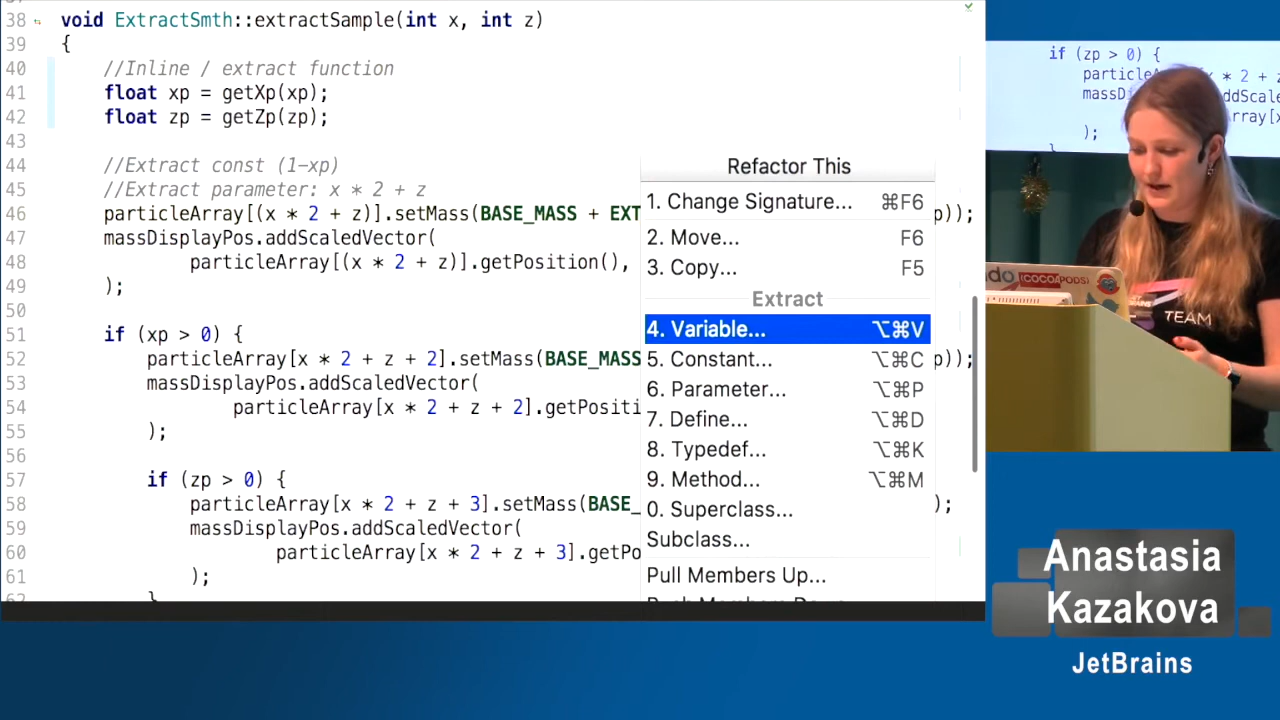 38 void ExtractSmth::extractSample(int x, int z)
39 {
40 //Inline / extract function
41 float xp = getXp(xp);
42 float zp = getZp(zp);
43
44 //Extract const (1-xp)
45 //Extract parameter: x * 2 + z
46 particleArray[(x * 2 + z)].setMass(BASE_MASS + EXT p));
47 massDisplayPos.addScaledVector(
48 particleArray[(x * 2 + z)].getPosition(),
49 );
50
51 if (xp > 0) {
52 particleArray[x * 2 + z + 2].setMass(BASE_MASS p));
53 massDisplayPos.addScaledVector(
54 particleArray[x * 2 + z + 2].getPositi
55 );
56
57 if (zp > 0) {
58 particleArray[x * 2 + z + 3].setMass(BASE_ );
59 massDisplayPos.addScaledVector(
60 particleArray[x * 2 + z + 3].getPo
61 );
}
Refactor This
1. Change Signature... ⌘F6
2. Move... F6
3. Copy... F5
Extract
4. Variable... ⌥⌘V
5. Constant... ⌥⌘C
6. Parameter... ⌥⌘P
7. Define... ⌥⌘D
8. Typedef... ⌥⌘K
9. Method... ⌥⌘M
0. Superclass...
Subclass...
Pull Members Up...
if (zp > 0) {
x * 2 + z
massD ddScale
rray[x
);
}
(COCOAPODS)
TEAM
Anastasia
Kazakova
JetBrains